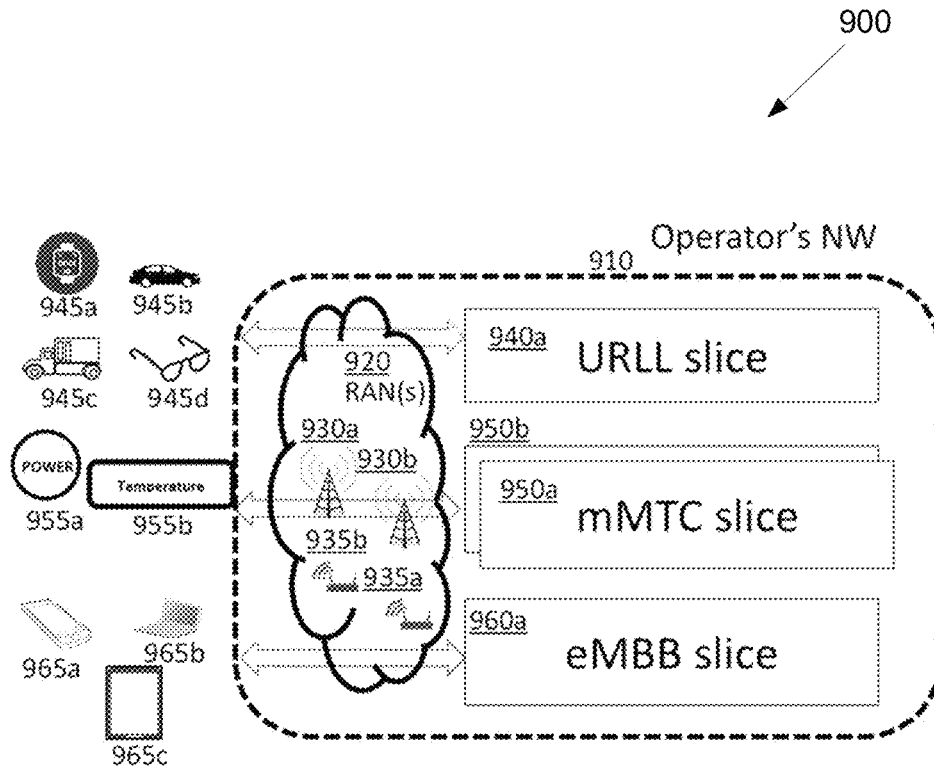 900
Operator's NW
910
945a
945b
920
RAN(s)
940a
URLL slice
945c
945d
930a
930b
950b
950a
mMTC slice
POWER
Temperature
955a
955b
935b
935a
960a
eMBB slice
965a
965b
965c